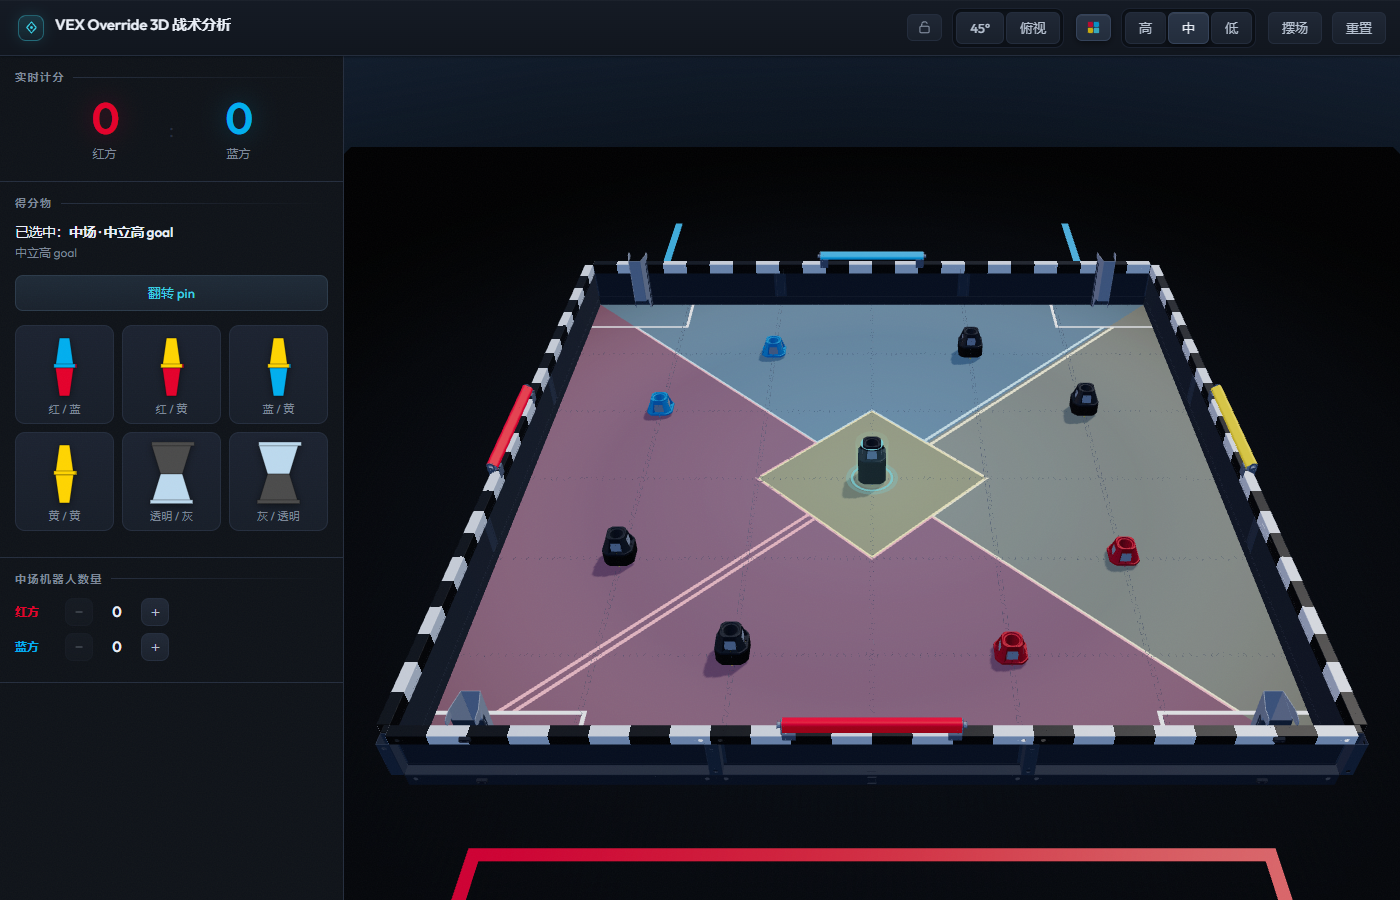 VEX Override 3D 战术分析
45° 俯视 高 中 低 摆场 重置
实时计分
0 : 0
红方 蓝方
得分物
已选中：中场·中立高 goal
中立高 goal
翻转 pin
红 / 蓝 红 / 黄 蓝 / 黄
黄 / 黄 透明 / 灰 灰 / 透明
中场机器人数量
红方 − 0 +
蓝方 − 0 +